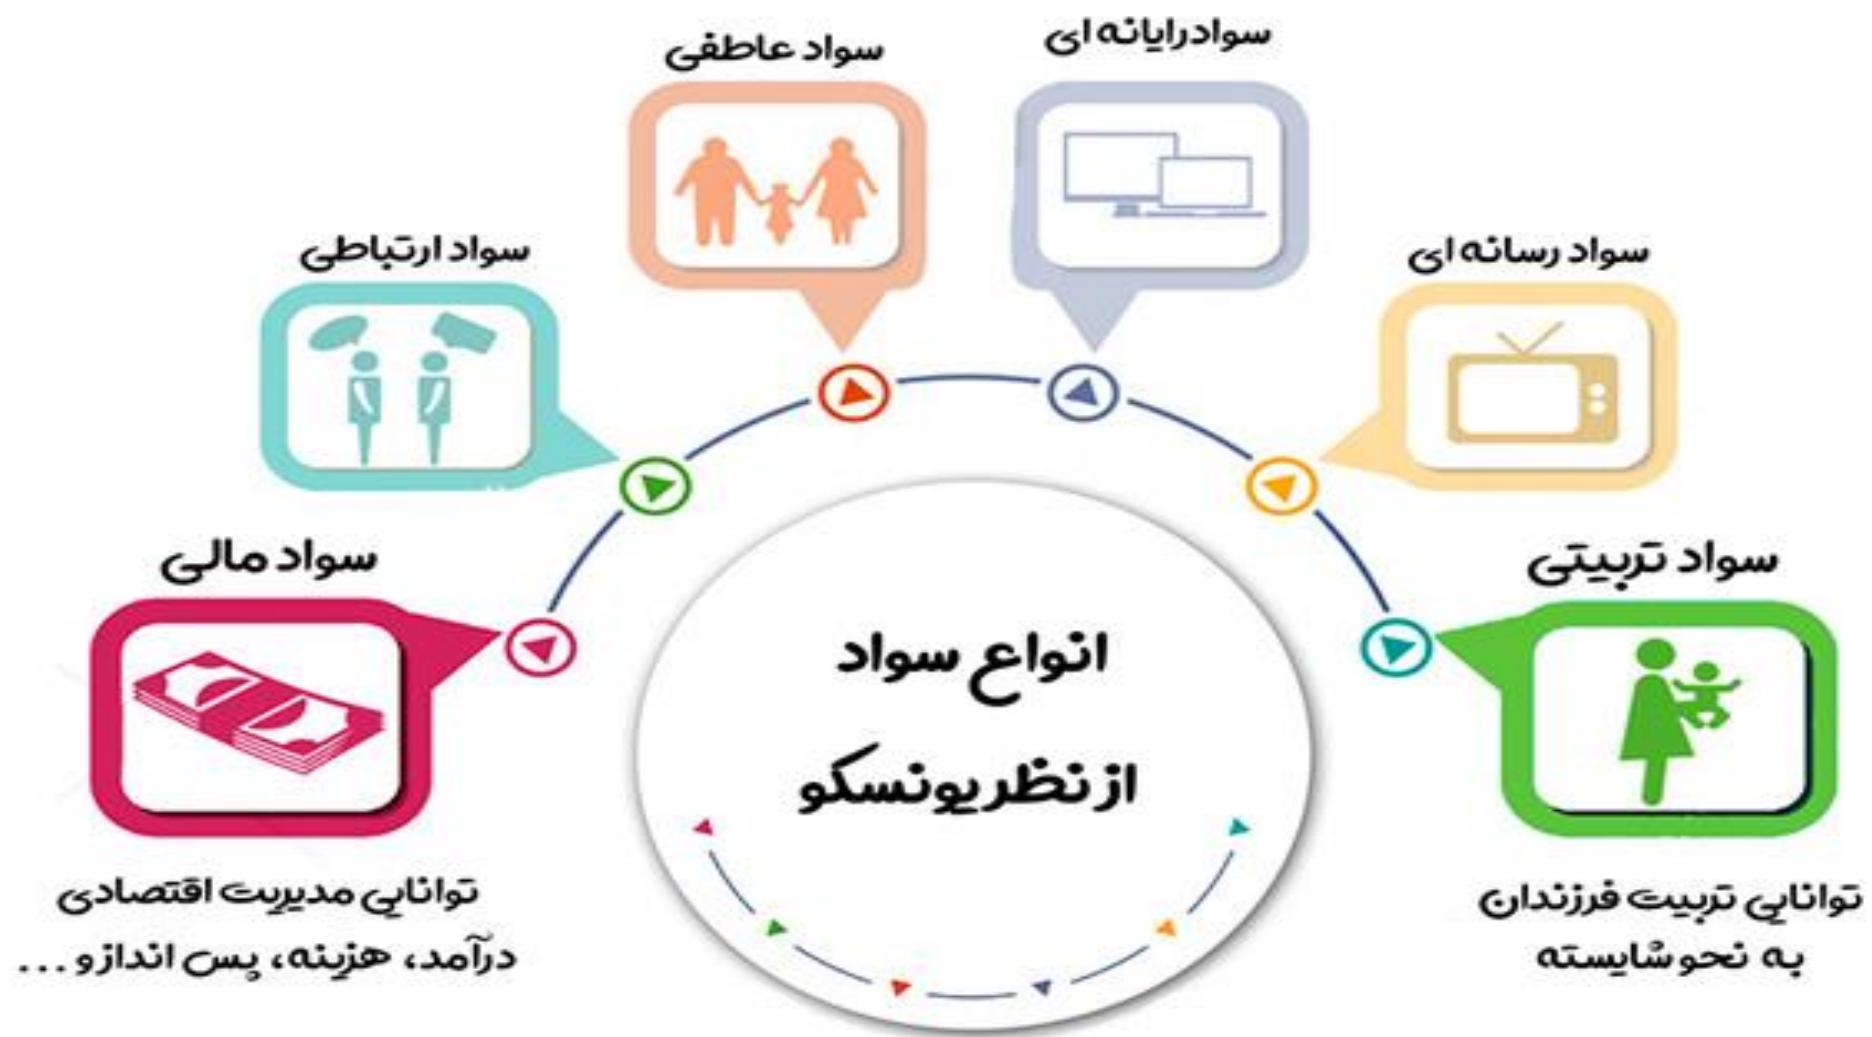 سواد رایانه ای
سواد عاطفی
سواد رسانه ای
سواد ارتباطی
سواد تربیتی
سواد مالی
انواع سواد
از نظر یونسکو
توانایی تربیت فرزندان
به نحو شایسته
توانایی مدیریت اقتصادی
درآمد، هزینه، پس انداز و ...